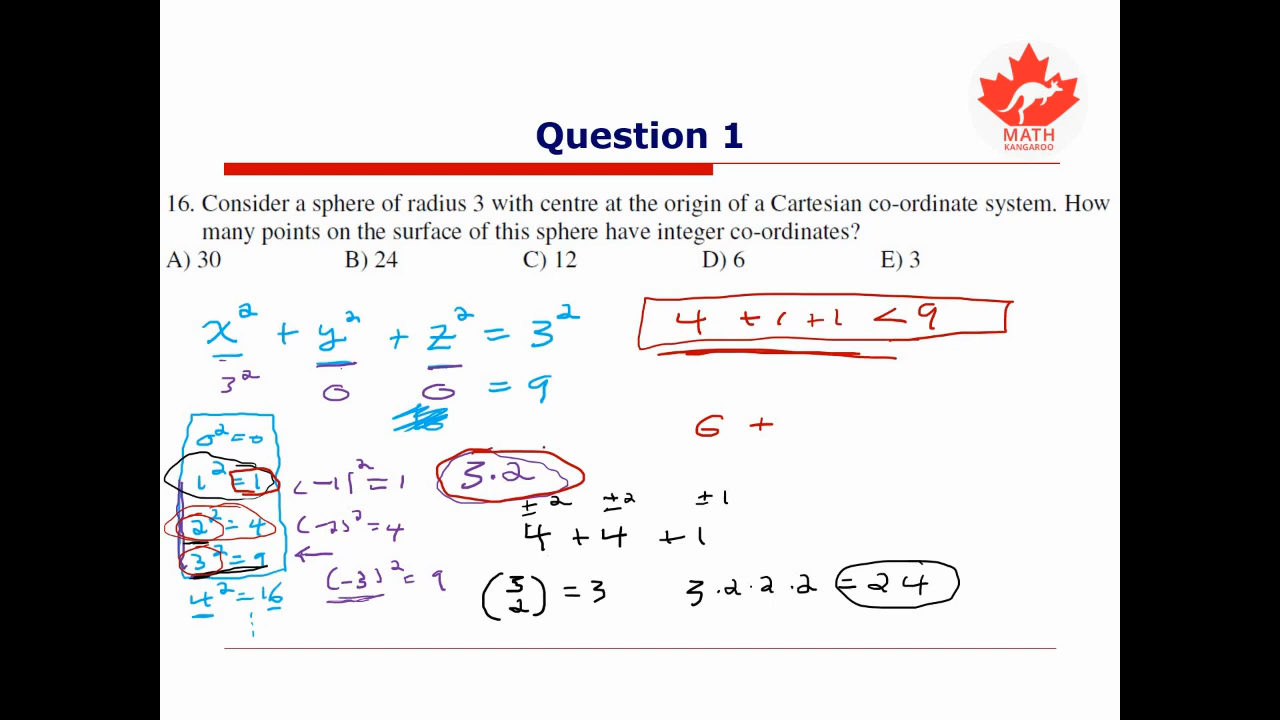 MATH
KANGAROO
Question 1
16. Consider a sphere of radius 3 with centre at the origin of a Cartesian co-ordinate system. How
many points on the surface of this sphere have integer co-ordinates?
A) 30 B) 24 C) 12 D) 6 E) 3
x² + y² + z² = 3²
4 + 1 + 1 < 9
3² 0 0 = 9
6 +
0² = 0
1² = 1 (-1)² = 1 3·2
±2 ±2 ±1
2² = 4 (-2)² = 4 4 + 4 + 1
3² = 9 ← (-3)² = 9
4² = 16 (3 2) = 3 3·2·2·2 = 24